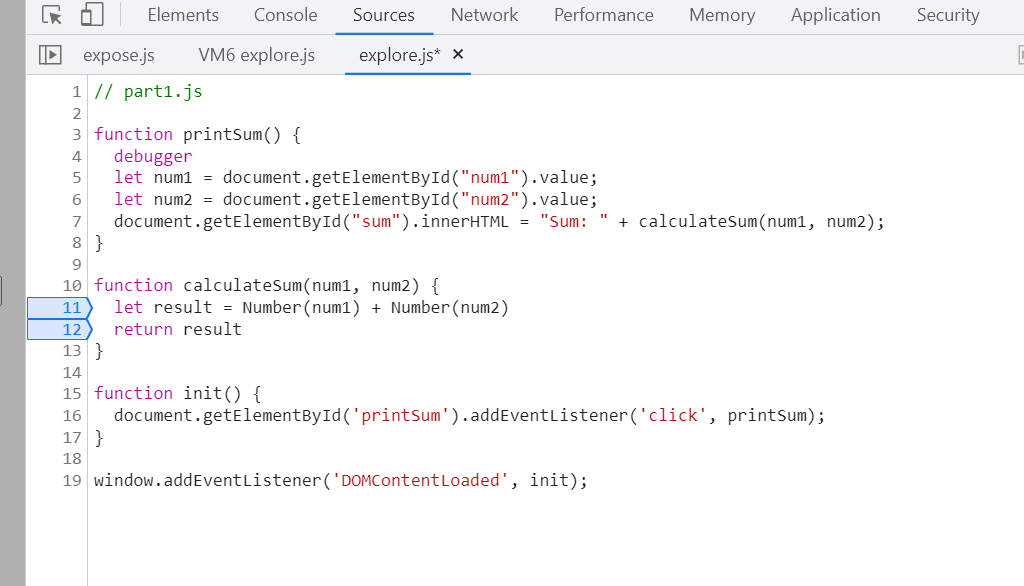 Elements Console Sources Network Performance Memory Application Security
expose.js VM6 explore.js explore.js* ×
1 // part1.js
2
3 function printSum() {
4   debugger
5   let num1 = document.getElementById("num1").value;
6   let num2 = document.getElementById("num2").value;
7   document.getElementById("sum").innerHTML = "Sum: " + calculateSum(num1, num2);
8 }
9
10 function calculateSum(num1, num2) {
11   let result = Number(num1) + Number(num2)
12   return result
13 }
14
15 function init() {
16   document.getElementById('printSum').addEventListener('click', printSum);
17 }
18
19 window.addEventListener('DOMContentLoaded', init);